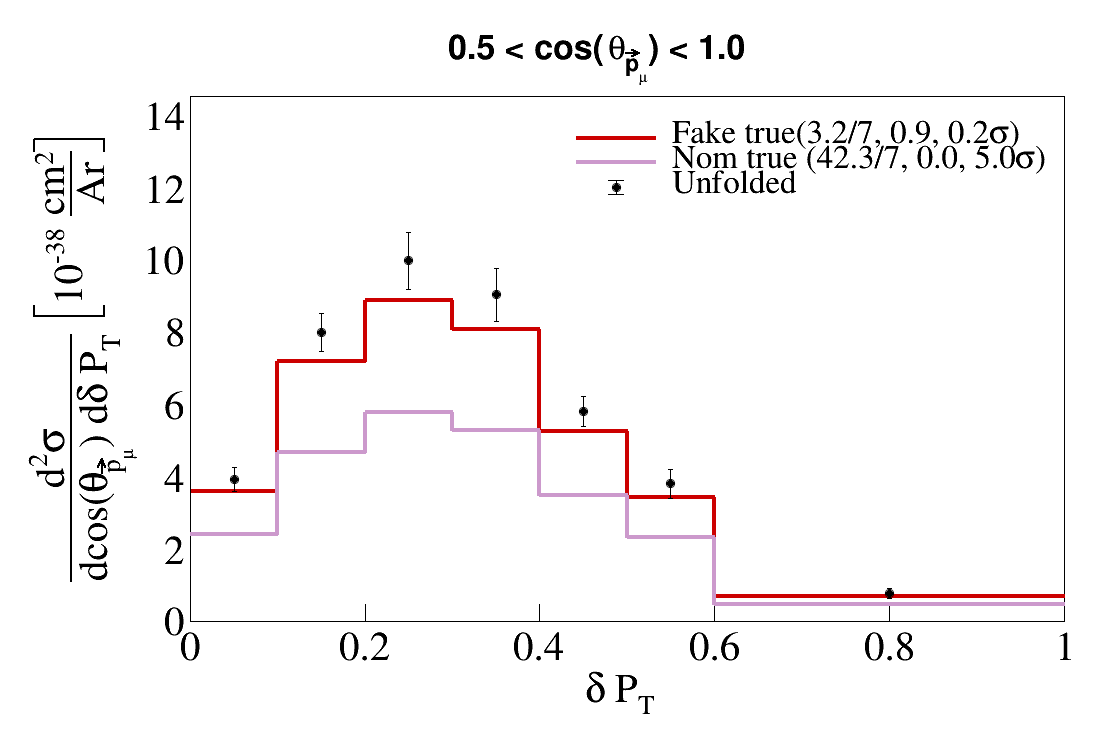 0.5 < cos(θ_p⃗_μ) < 1.0
Fake true(3.2/7, 0.9, 0.2σ)
Nom true (42.3/7, 0.0, 5.0σ)
Unfolded
d²σ / dcos(θ_p⃗_μ) dδ P_T [10⁻³⁸ cm²/Ar]
14
12
10
8
6
4
2
0
0 0.2 0.4 0.6 0.8 1
δ P_T